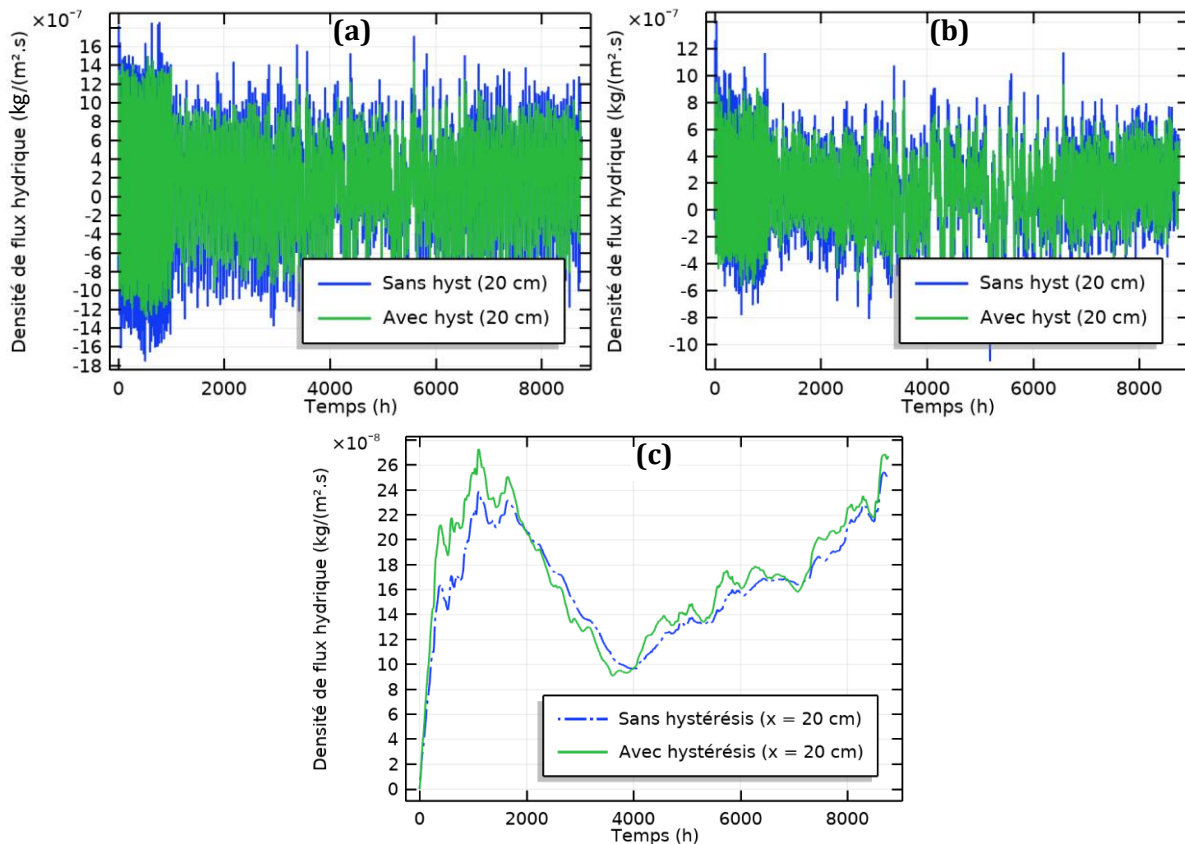 ×10⁻⁷
(a)
Densité de flux hydrique (kg/(m².s)
16
14
12
10
8
6
4
2
0
-2
-4
-6
-8
-10
-12
-14
-16
-18
Sans hyst (20 cm)
Avec hyst (20 cm)
0 2000 4000 6000 8000
Temps (h)
×10⁻⁷
(b)
Densité de flux hydrique (kg/(m².s)
12
10
8
6
4
2
0
-2
-4
-6
-8
-10
Sans hyst (20 cm)
Avec hyst (20 cm)
0 2000 4000 6000 8000
Temps (h)
×10⁻⁸
(c)
Densité de flux hydrique (kg/(m².s)
26
24
22
20
18
16
14
12
10
8
6
4
2
0
Sans hystérésis (x = 20 cm)
Avec hystérésis (x = 20 cm)
0 2000 4000 6000 8000
Temps (h)